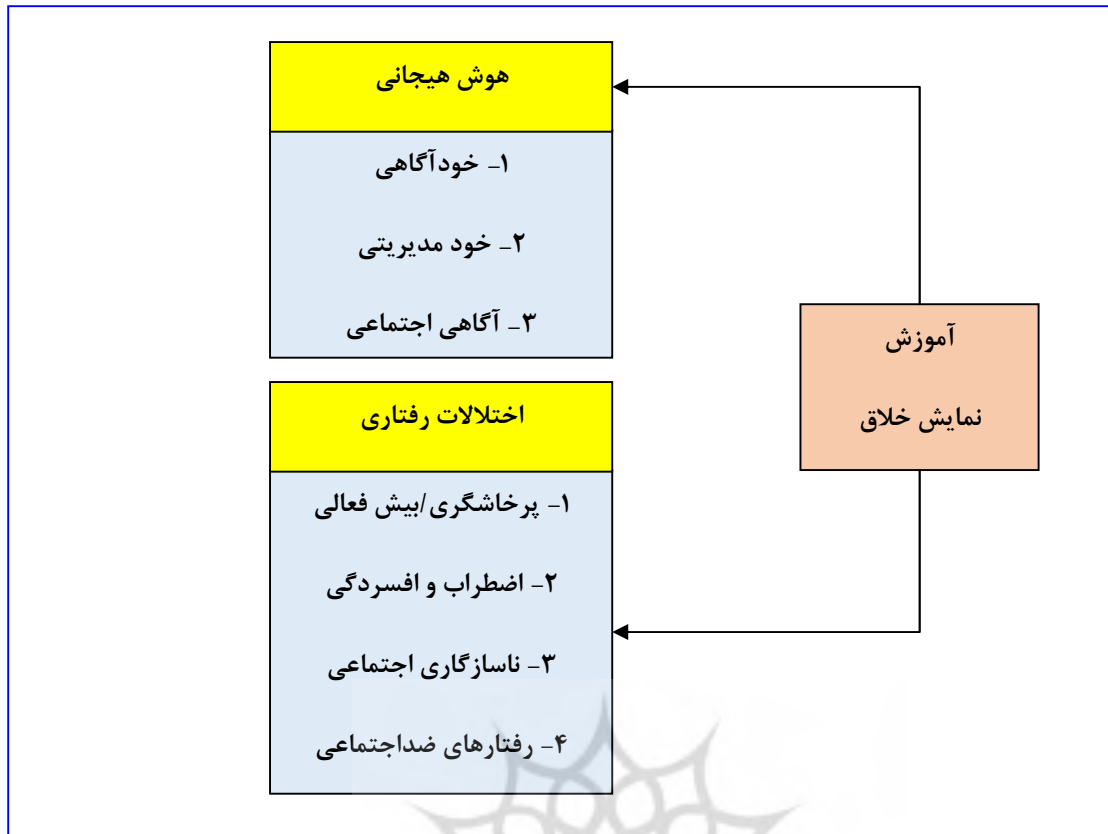 هوش هیجانی
۱- خودآگاهی
۲- خود مدیریتی
۳- آگاهی اجتماعی
آموزش
نمایش خلاق
اختلالات رفتاری
۱- پرخاشگری/بیش فعالی
۲- اضطراب و افسردگی
۳- ناسازگاری اجتماعی
۴- رفتارهای ضداجتماعی